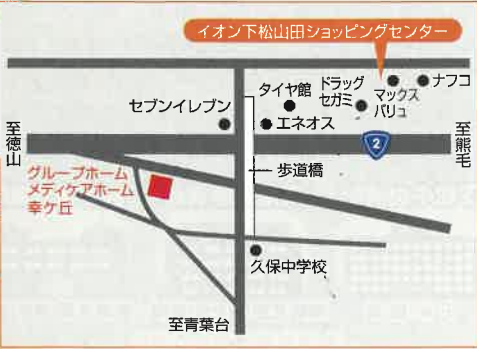 イオン下松山田ショッピングセンター
タイヤ館
ドラッグ
セガミ
マックス
バリュ
ナフコ
セブンイレブン
エネオス
至徳山
2
至熊毛
グループホーム
メディケアホーム
幸ケ丘
歩道橋
久保中学校
至青葉台